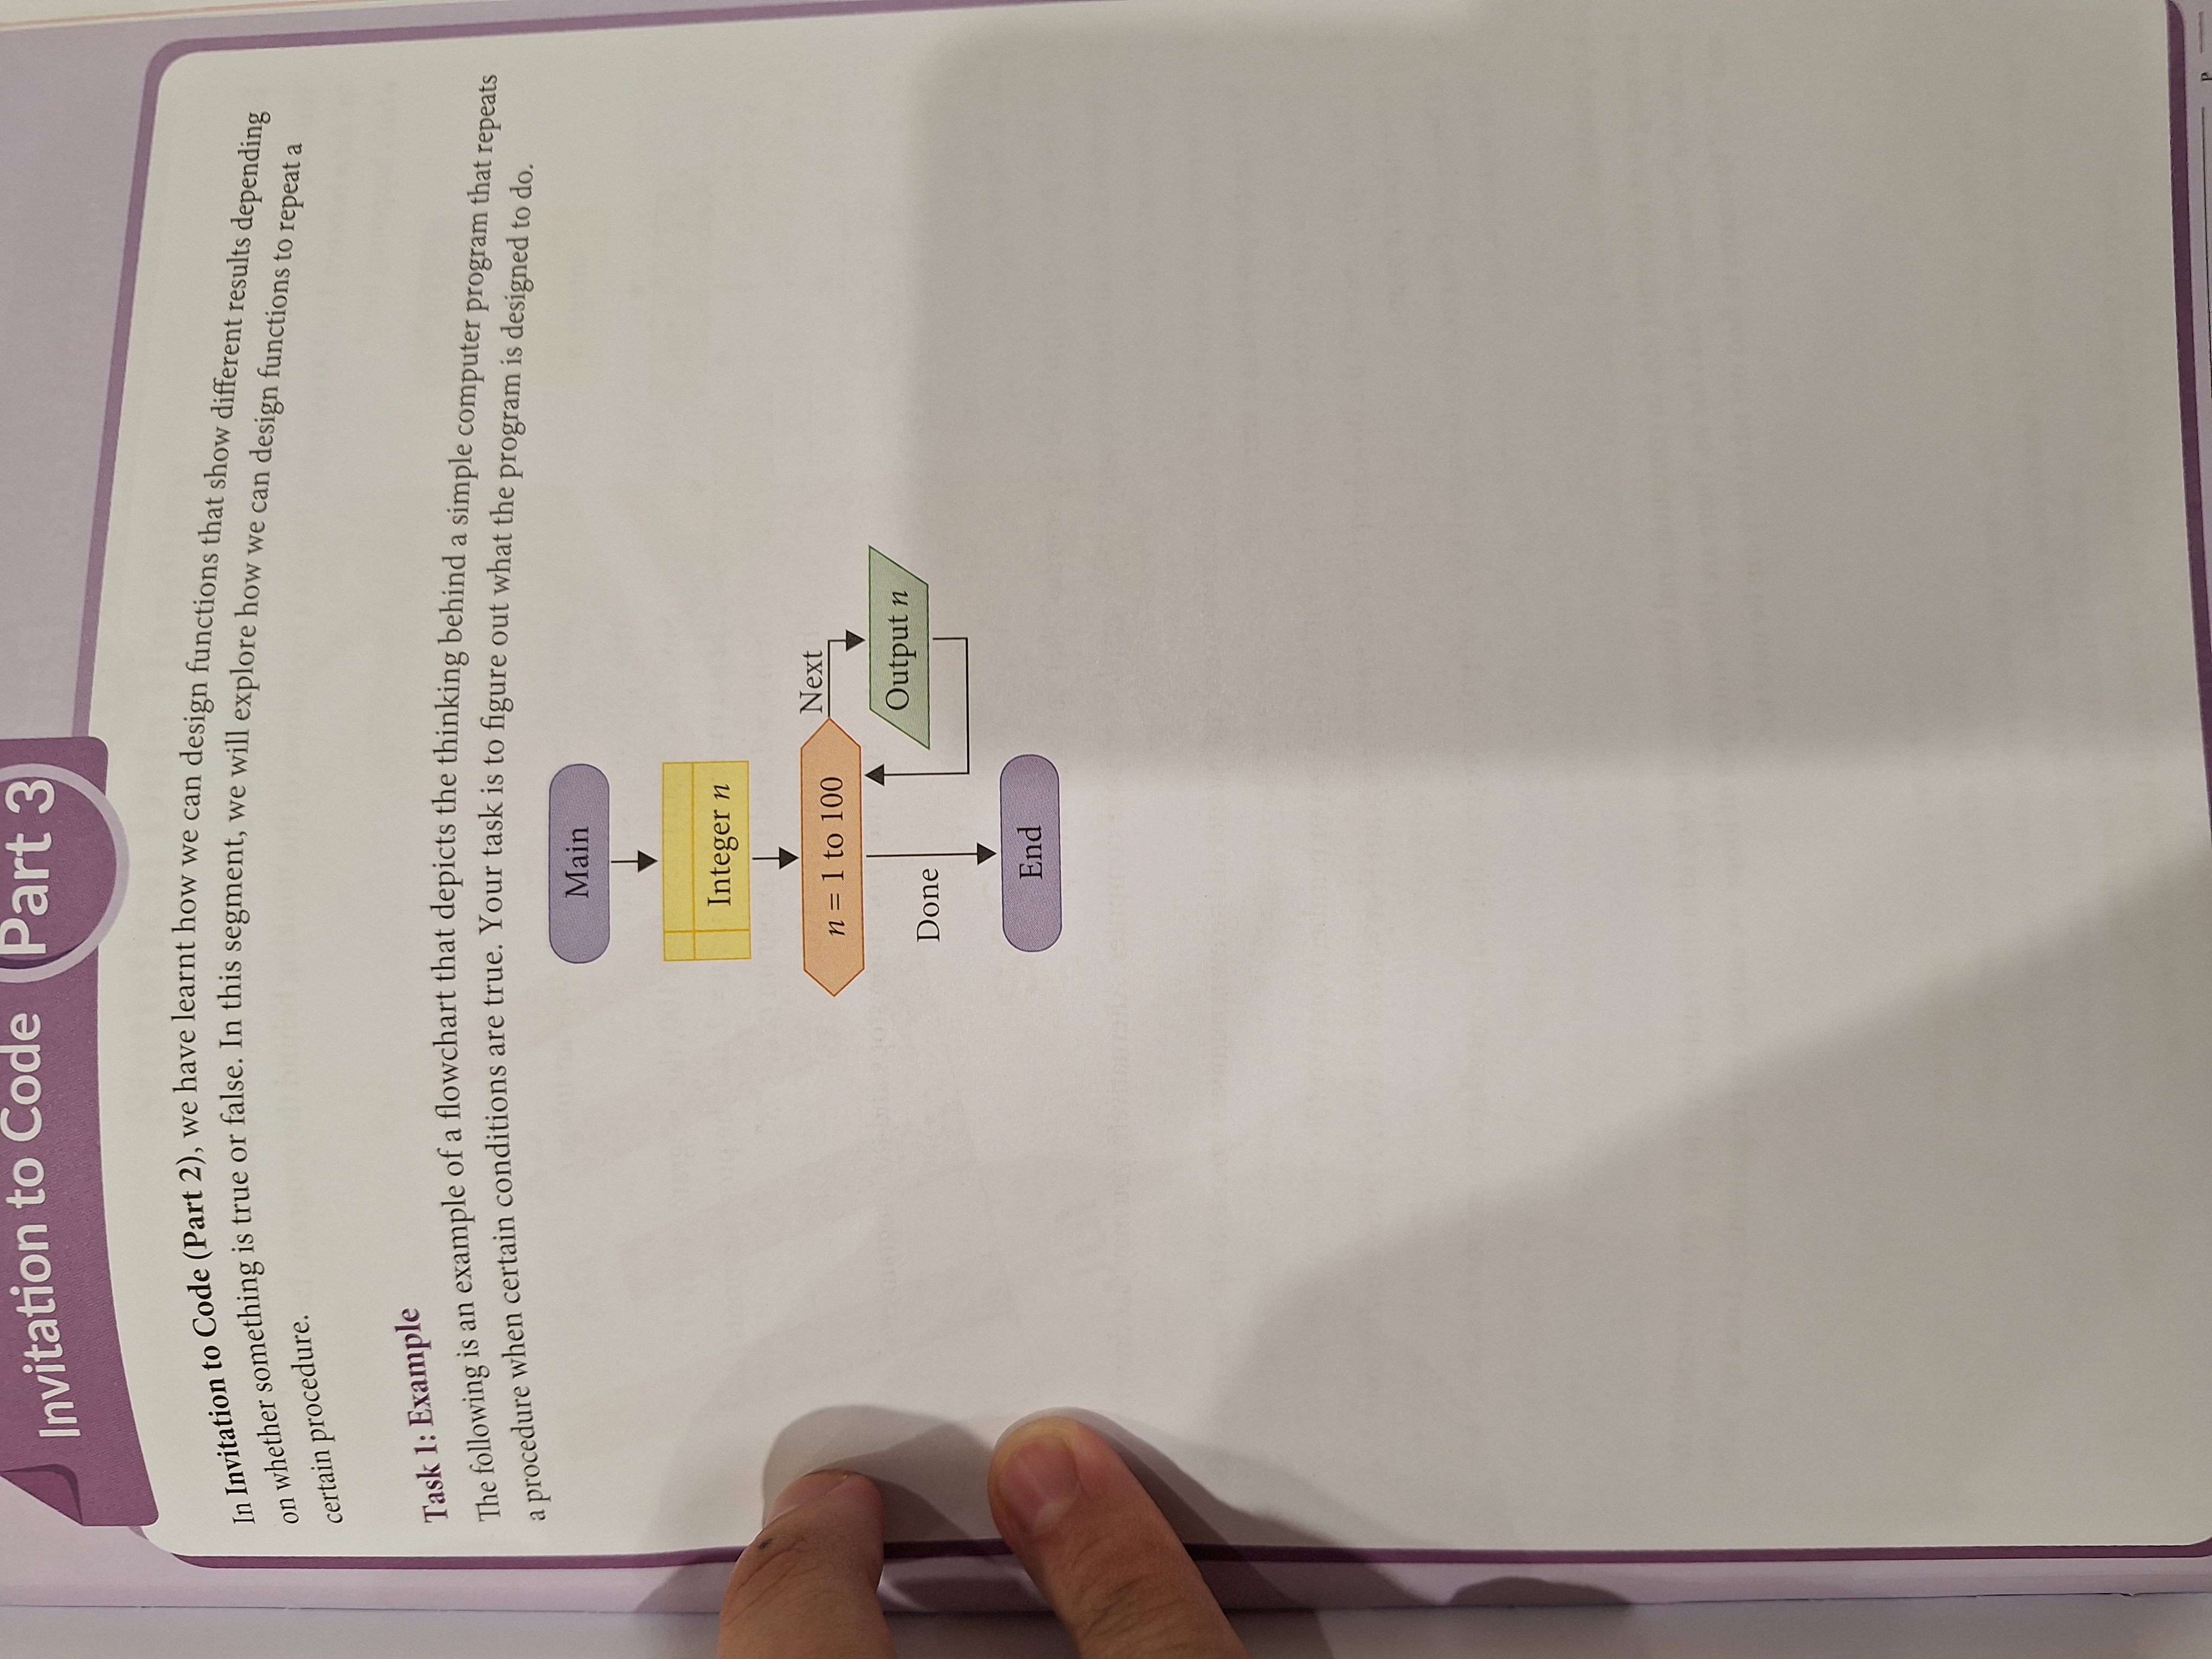 Invitation to Code Part 3
In Invitation to Code (Part 2), we have learnt how we can design functions that show different results depending
on whether something is true or false. In this segment, we will explore how we can design functions to repeat a
certain procedure.
Task 1: Example
The following is an example of a flowchart that depicts the thinking behind a simple computer program that repeats
a procedure when certain conditions are true. Your task is to figure out what the program is designed to do.
Main
Integer n
n = 1 to 100
Next
Output n
Done
End